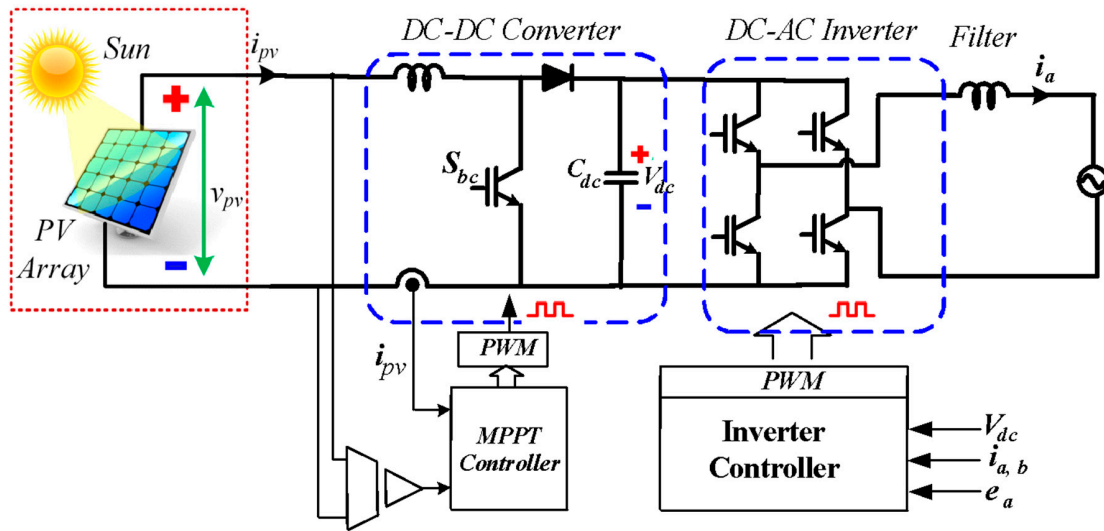 DC-DC Converter
DC-AC Inverter
Filter
Sun
i_pv
i_a
+
S_bc
C_dc
+
V_dc
-
v_pv
PV
Array
-
i_pv
PWM
PWM
MPPT
Controller
Inverter
Controller
V_dc
i_a, b
e_a